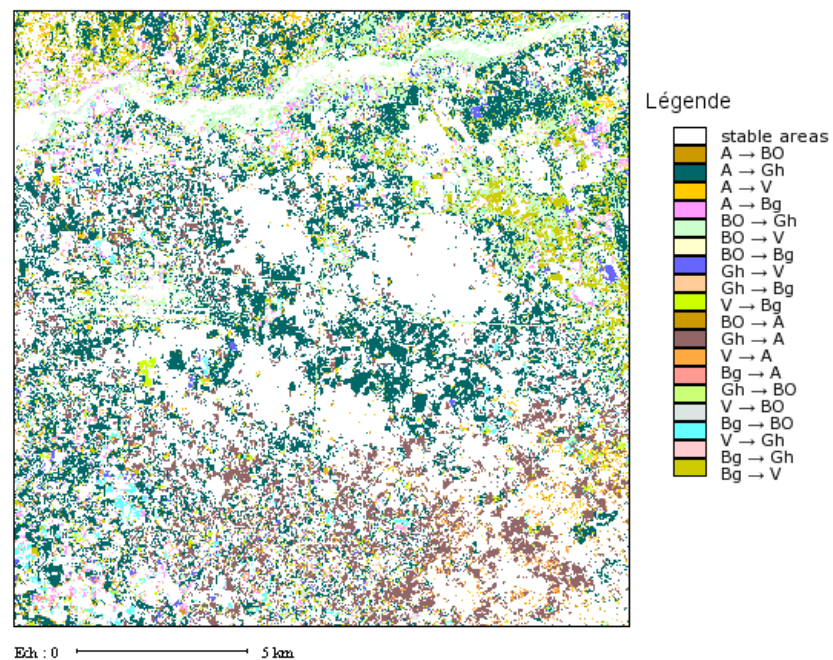 Légende
stable areas
A → BO
A → Gh
A → V
A → Bg
BO → Gh
BO → V
BO → Bg
Gh → V
Gh → Bg
V → Bg
BO → A
Gh → A
V → A
Bg → A
Gh → BO
V → BO
Bg → BO
V → Gh
Bg → Gh
Bg → V
Ech : 0 5 km